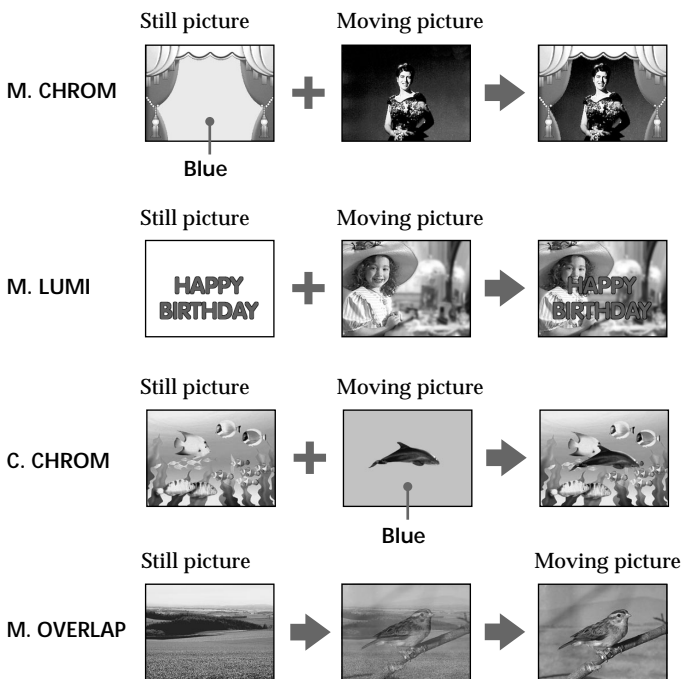 Still picture Moving picture
M. CHROM
Blue
Still picture Moving picture
M. LUMI
HAPPY
BIRTHDAY
HAPPY
BIRTHDAY
Still picture Moving picture
C. CHROM
Blue
Still picture Moving picture
M. OVERLAP